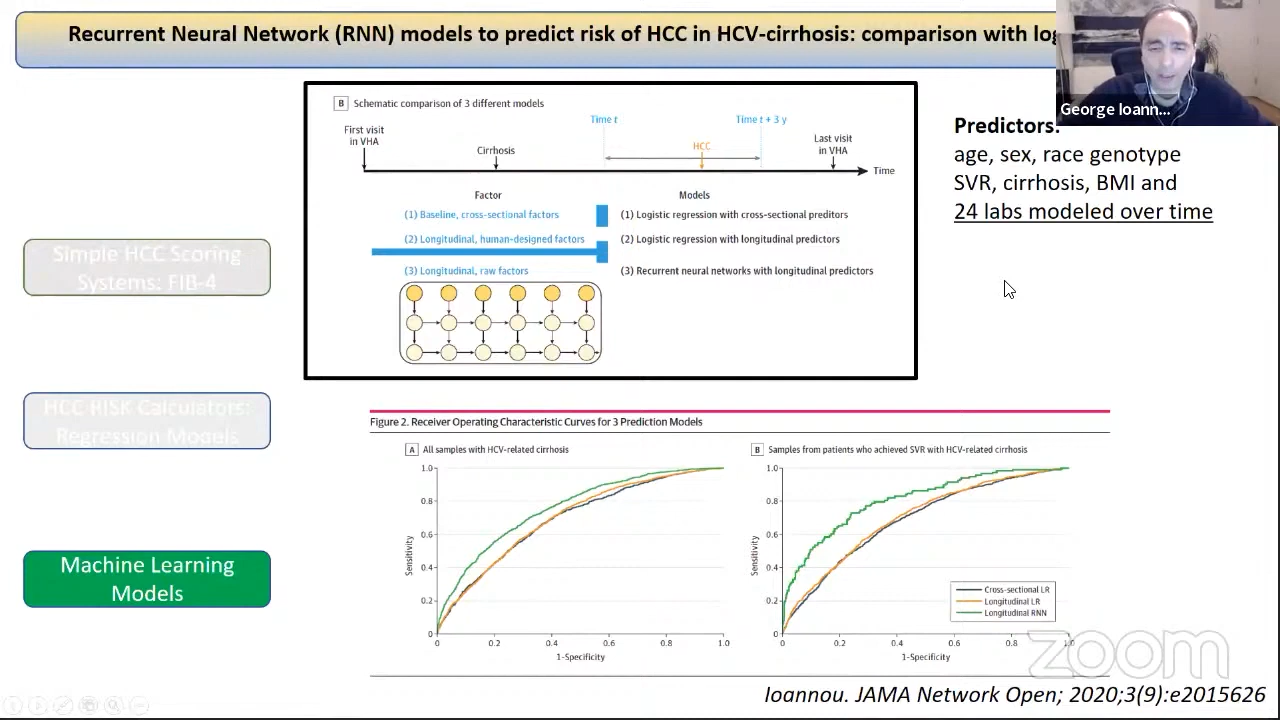 Recurrent Neural Network (RNN) models to predict risk of HCC in HCV-cirrhosis: comparison with log
George Ioann...
B Schematic comparison of 3 different models
First visit in VHA
Cirrhosis
Time t
HCC
Time t + 3 y
Last visit in VHA
Time
Factor
Models
(1) Baseline, cross-sectional factors
(1) Logistic regression with cross-sectional preditors
(2) Longitudinal, human-designed factors
(2) Logistic regression with longitudinal predictors
(3) Longitudinal, raw factors
(3) Recurrent neural networks with longitudinal predictors
Predictors:
age, sex, race genotype
SVR, cirrhosis, BMI and
24 labs modeled over time
Simple HCC Scoring
Systems: FIB-4
HCC RISK Calculators:
Regression Models
Machine Learning
Models
Figure 2. Receiver Operating Characteristic Curves for 3 Prediction Models
A All samples with HCV-related cirrhosis
1.0
0.8
0.6
0.4
0.2
0
Sensitivity
0 0.2 0.4 0.6 0.8 1.0
1-Specificity
B Samples from patients who achieved SVR with HCV-related cirrhosis
1.0
0.8
0.6
0.4
0.2
0
Sensitivity
0 0.2 0.4 0.6 0.8 1.0
1-Specificity
Cross-sectional LR
Longitudinal LR
Longitudinal RNN
zoom
Ioannou. JAMA Network Open; 2020;3(9):e2015626